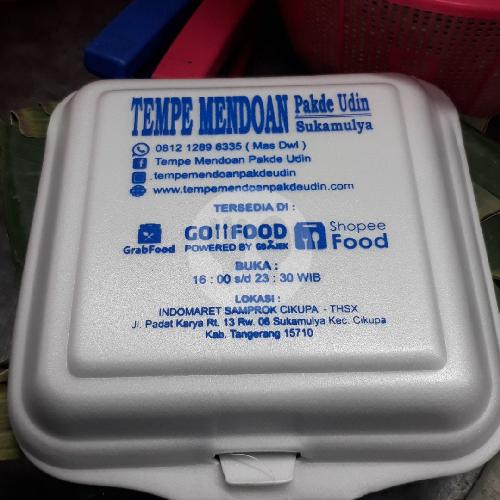 TEMPE MENDOAN Pakde Udin
Sukamulya
0812 1289 6335 ( Mas Dwi )
Tempe Mendoan Pakde Udin
tempemendoanpakdeudin
www.tempemendoanpakdeudin.com
TERSEDIA DI :
GrabFood
GOFOOD
POWERED BY GOJEK
Shopee
Food
BUKA :
16 : 00 s/d 23 : 30 WIB
LOKASI :
INDOMARET SAMPROK CIKUPA - THSX
Jl. Padat Karya Rt. 13 Rw. 06 Sukamulya Kec. Cikupa
Kab. Tangerang 15710